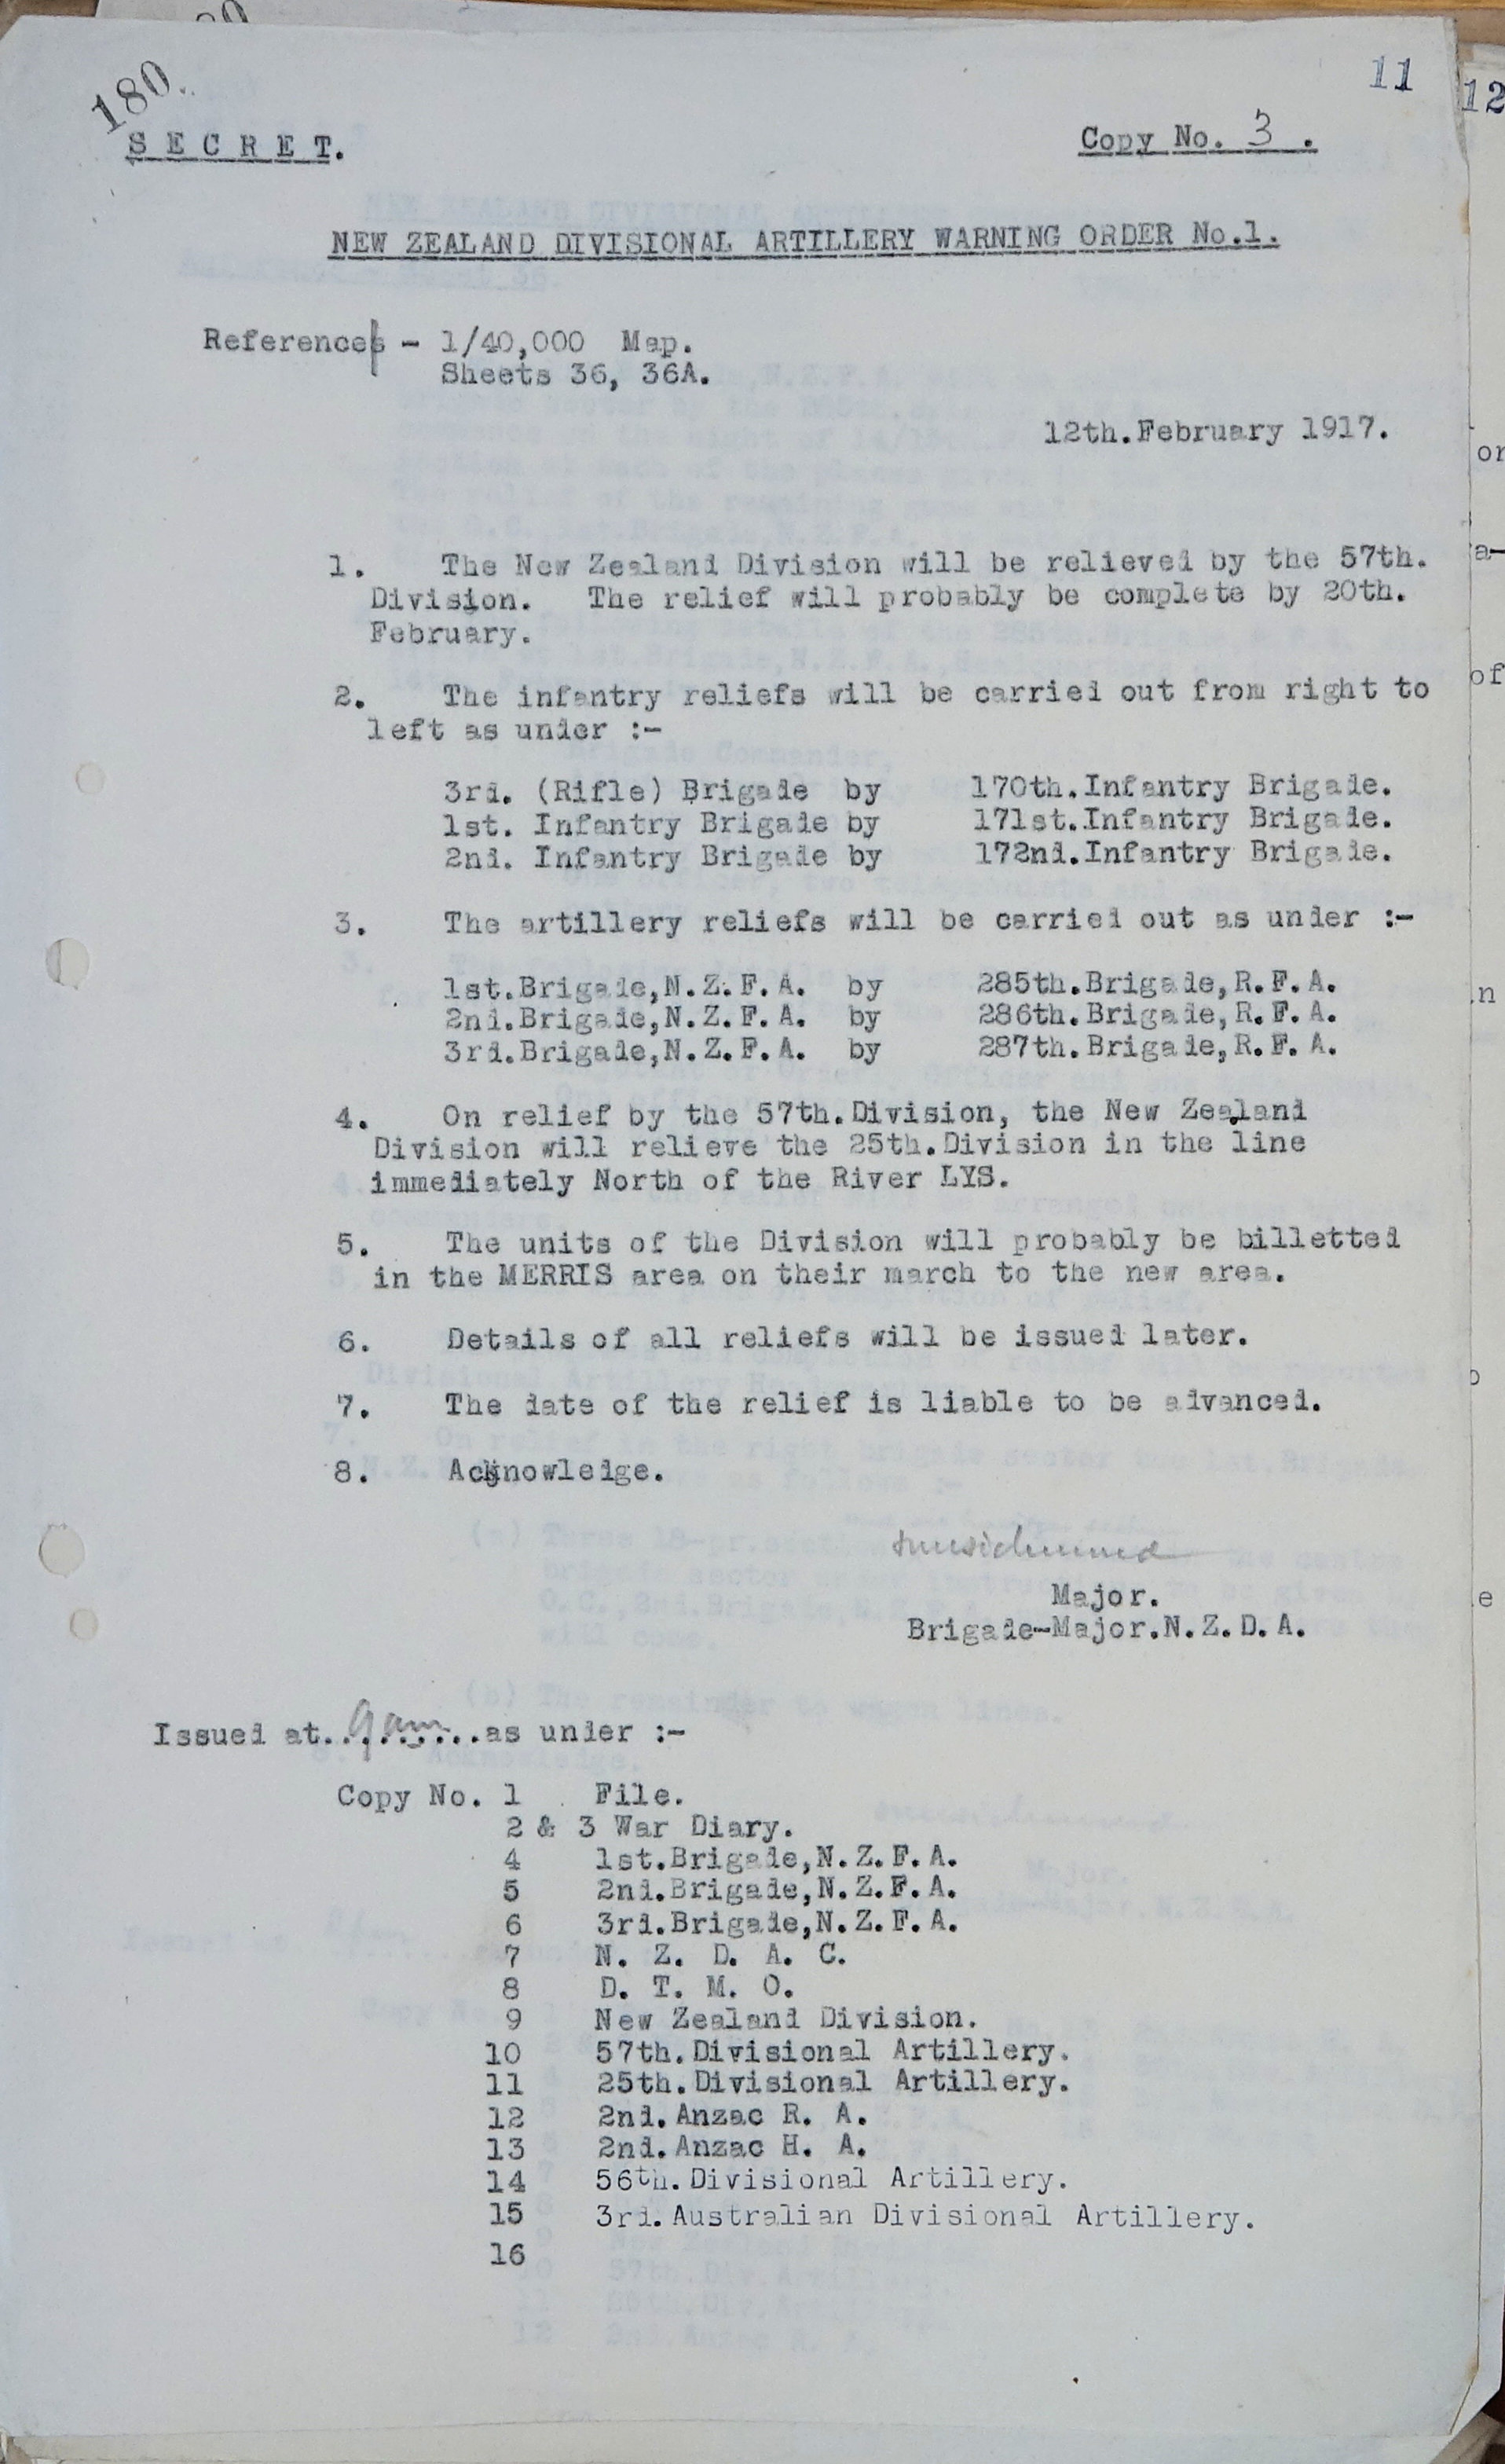 180.
11
12
S E C R E T.
Copy No. 3 .
NEW ZEALAND DIVISIONAL ARTILLERY WARNING ORDER No.1.
References - 1/40,000 Map.
Sheets 36, 36A.
12th.February 1917.
1. The New Zealand Division will be relieved by the 57th.
Division. The relief will probably be complete by 20th.
February.
2. The infantry reliefs will be carried out from right to
left as under :-
3rd. (Rifle) Brigade by 170th.Infantry Brigade.
1st. Infantry Brigade by 171st.Infantry Brigade.
2nd. Infantry Brigade by 172nd.Infantry Brigade.
3. The artillery reliefs will be carried out as under :-
1st.Brigade,N.Z.F.A. by 285th.Brigade,R.F.A.
2nd.Brigade,N.Z.F.A. by 286th.Brigade,R.F.A.
3rd.Brigade,N.Z.F.A. by 287th.Brigade,R.F.A.
4. On relief by the 57th.Division, the New Zealand
Division will relieve the 25th.Division in the line
immediately North of the River LYS.
5. The units of the Division will probably be billetted
in the MERRIS area on their march to the new area.
6. Details of all reliefs will be issued later.
7. The date of the relief is liable to be advanced.
8. Acknowledge.
Major.
Brigade-Major.N.Z.D.A.
Issued at..9 am.....as under :-
Copy No. 1 File.
2 & 3 War Diary.
4 1st.Brigade,N.Z.F.A.
5 2nd.Brigade,N.Z.F.A.
6 3rd.Brigade,N.Z.F.A.
7 N. Z. D. A. C.
8 D. T. M. O.
9 New Zealand Division.
10 57th.Divisional Artillery.
11 25th.Divisional Artillery.
12 2nd.Anzac R. A.
13 2nd.Anzac H. A.
14 56th.Divisional Artillery.
15 3rd.Australian Divisional Artillery.
16